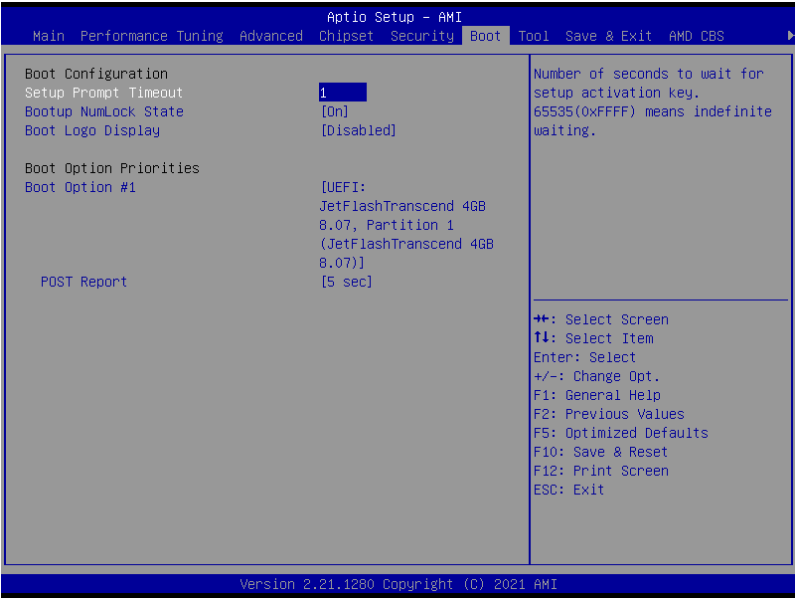 Aptio Setup – AMI
Main Performance Tuning Advanced Chipset Security Boot Tool Save & Exit AMD CBS
Boot Configuration
Setup Prompt Timeout 1
Bootup NumLock State [On]
Boot Logo Display [Disabled]
Boot Option Priorities
Boot Option #1 [UEFI:
JetFlashTranscend 4GB
8.07, Partition 1
(JetFlashTranscend 4GB
8.07)]
POST Report [5 sec]
Number of seconds to wait for
setup activation key.
65535(0xFFFF) means indefinite
waiting.
→←: Select Screen
↑↓: Select Item
Enter: Select
+/-: Change Opt.
F1: General Help
F2: Previous Values
F5: Optimized Defaults
F10: Save & Reset
F12: Print Screen
ESC: Exit
Version 2.21.1280 Copyright (C) 2021 AMI